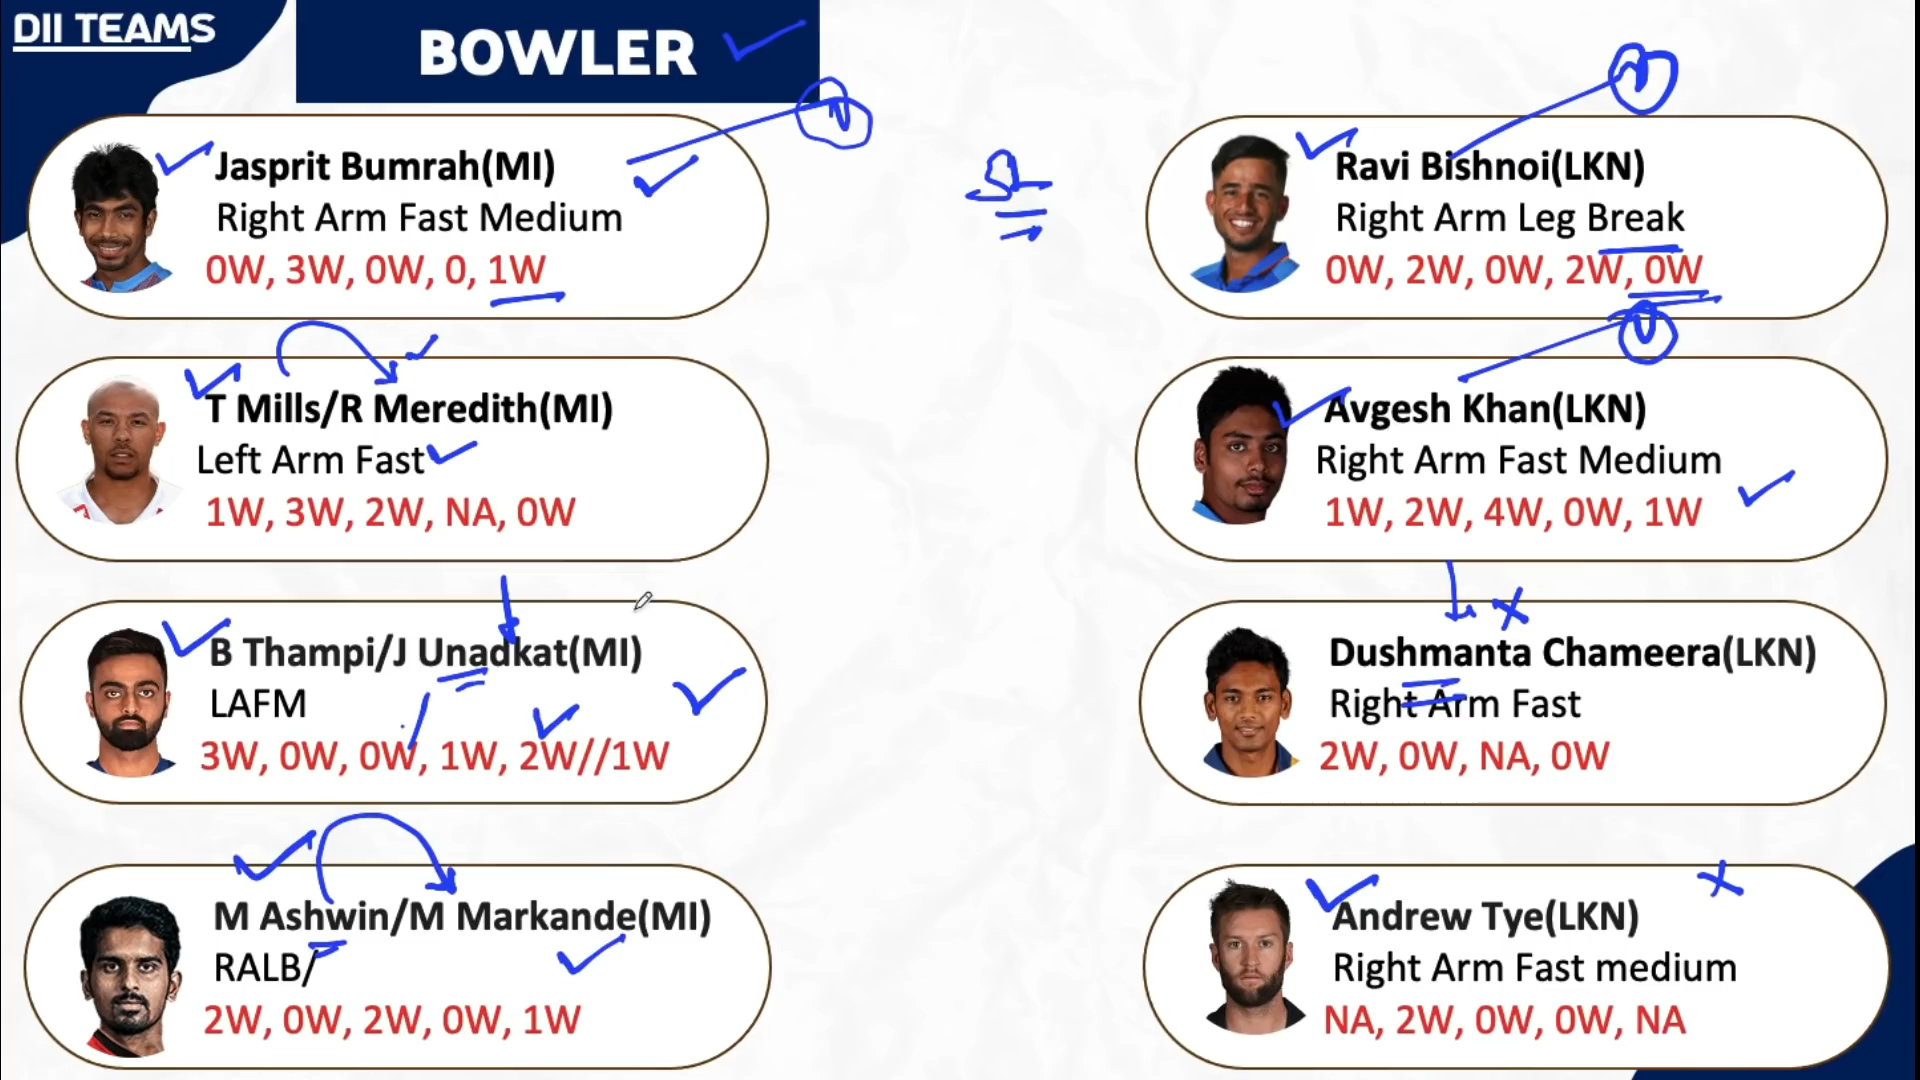 DII TEAMS
BOWLER
Jasprit Bumrah(MI)
Right Arm Fast Medium
0W, 3W, 0W, 0, 1W
T Mills/R Meredith(MI)
Left Arm Fast
1W, 3W, 2W, NA, 0W
B Thampi/J Unadkat(MI)
LAFM
3W, 0W, 0W, 1W, 2W//1W
M Ashwin/M Markande(MI)
RALB/
2W, 0W, 2W, 0W, 1W
Ravi Bishnoi(LKN)
Right Arm Leg Break
0W, 2W, 0W, 2W, 0W
Avgesh Khan(LKN)
Right Arm Fast Medium
1W, 2W, 4W, 0W, 1W
Dushmanta Chameera(LKN)
Right Arm Fast
2W, 0W, NA, 0W
Andrew Tye(LKN)
Right Arm Fast medium
NA, 2W, 0W, 0W, NA